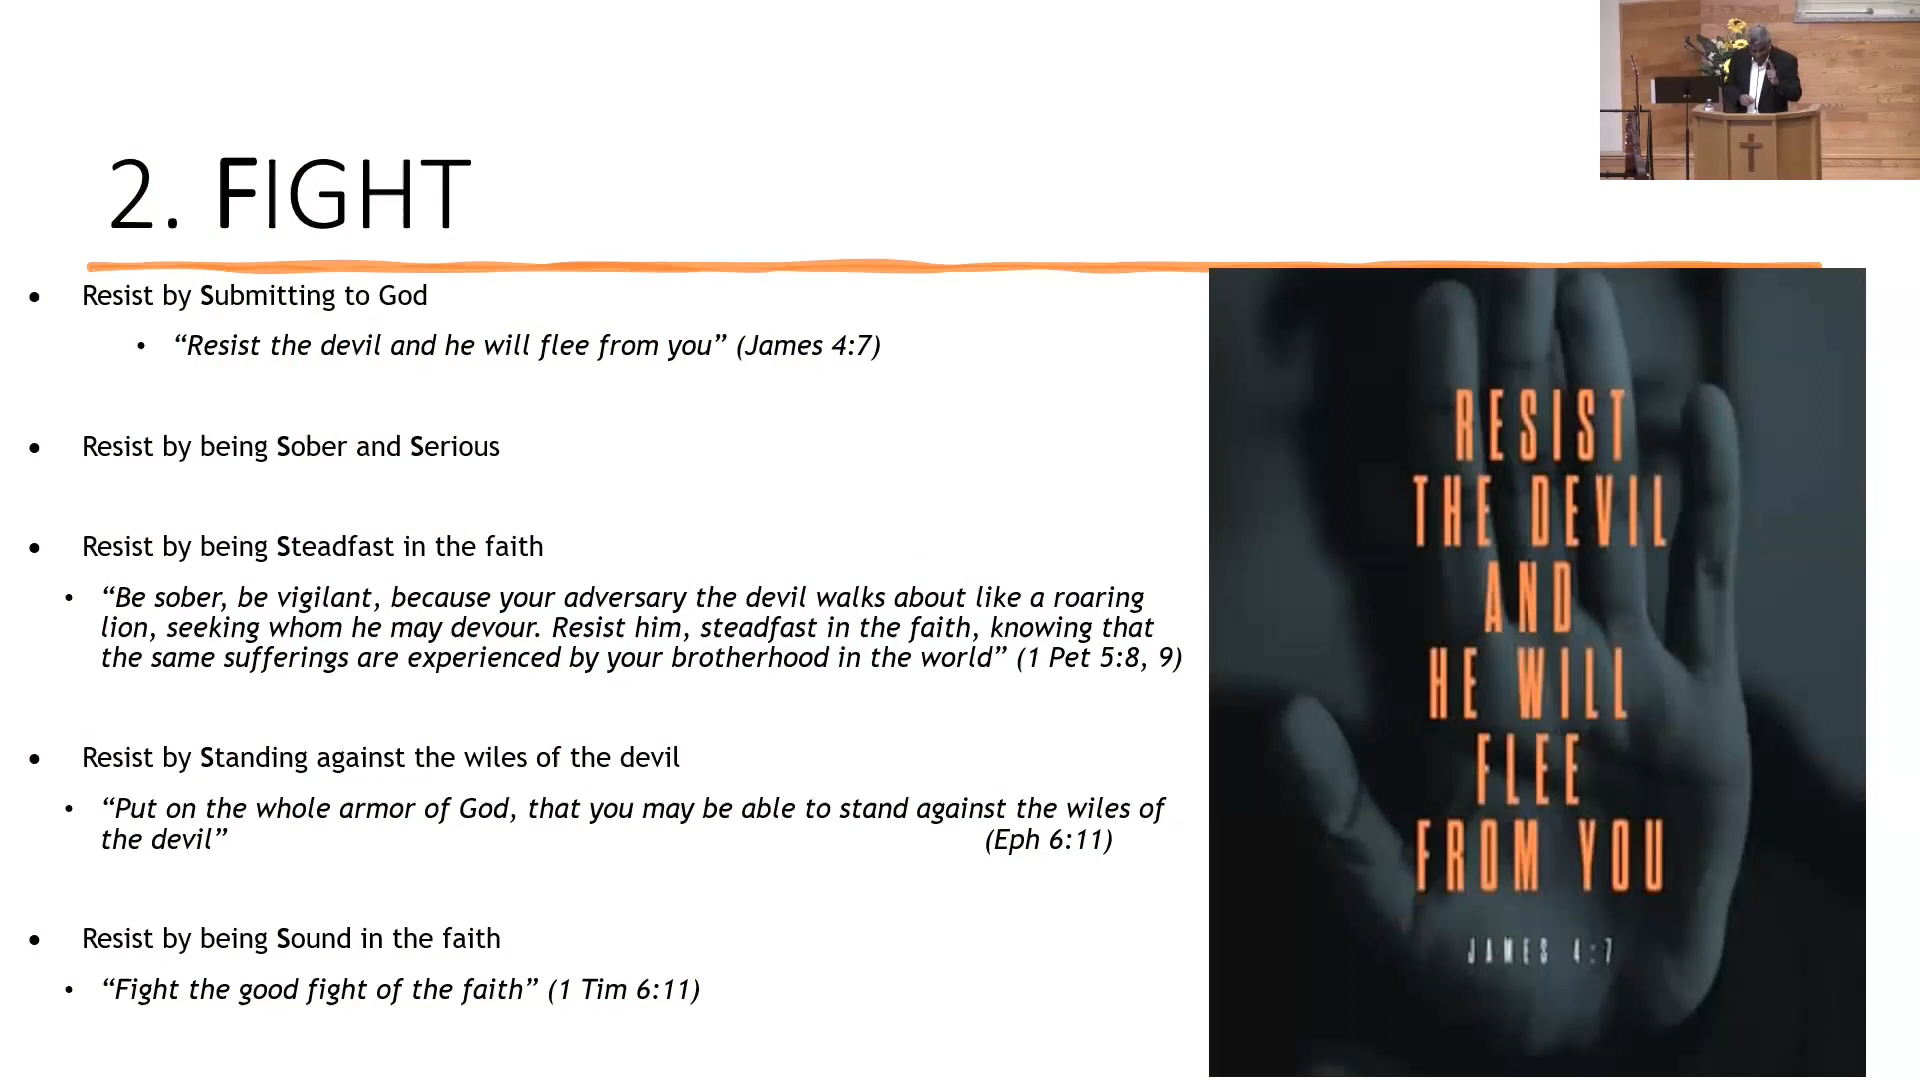 2. FIGHT
• Resist by Submitting to God
• “Resist the devil and he will flee from you” (James 4:7)
• Resist by being Sober and Serious
• Resist by being Steadfast in the faith
• “Be sober, be vigilant, because your adversary the devil walks about like a roaring
lion, seeking whom he may devour. Resist him, steadfast in the faith, knowing that
the same sufferings are experienced by your brotherhood in the world” (1 Pet 5:8, 9)
• Resist by Standing against the wiles of the devil
• “Put on the whole armor of God, that you may be able to stand against the wiles of
the devil” (Eph 6:11)
• Resist by being Sound in the faith
• “Fight the good fight of the faith” (1 Tim 6:11)
RESIST
THE DEVIL
AND
HE WILL
FLEE
FROM YOU
JAMES 4:7